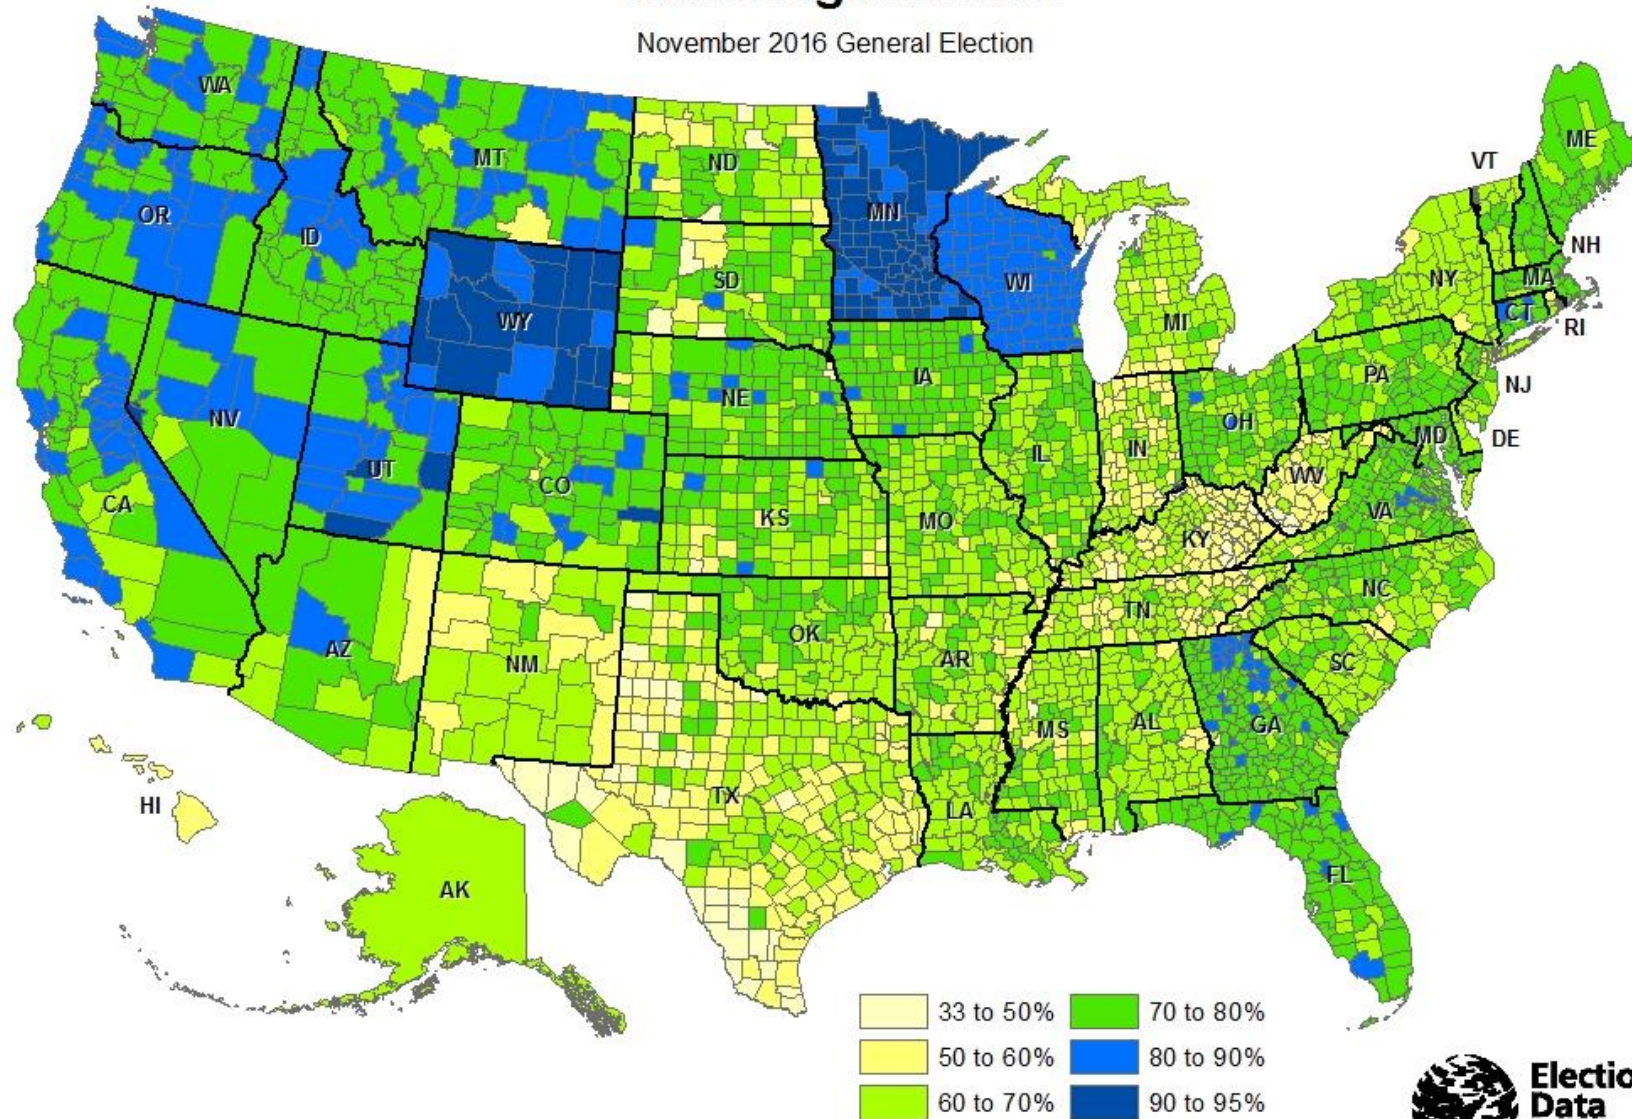 November 2016 General Election
WA
MT
ND
MN
ME
VT
OR
ID
WY
SD
WI
MI
NY
NH
MA
CT
RI
NV
UT
CO
NE
IA
IL
IN
OH
PA
NJ
DE
MD
CA
KS
MO
KY
WV
VA
AZ
NM
OK
AR
TN
NC
SC
HI
AK
TX
LA
MS
AL
GA
FL
33 to 50% 70 to 80%
50 to 60% 80 to 90%
60 to 70% 90 to 95%
Electio
Data